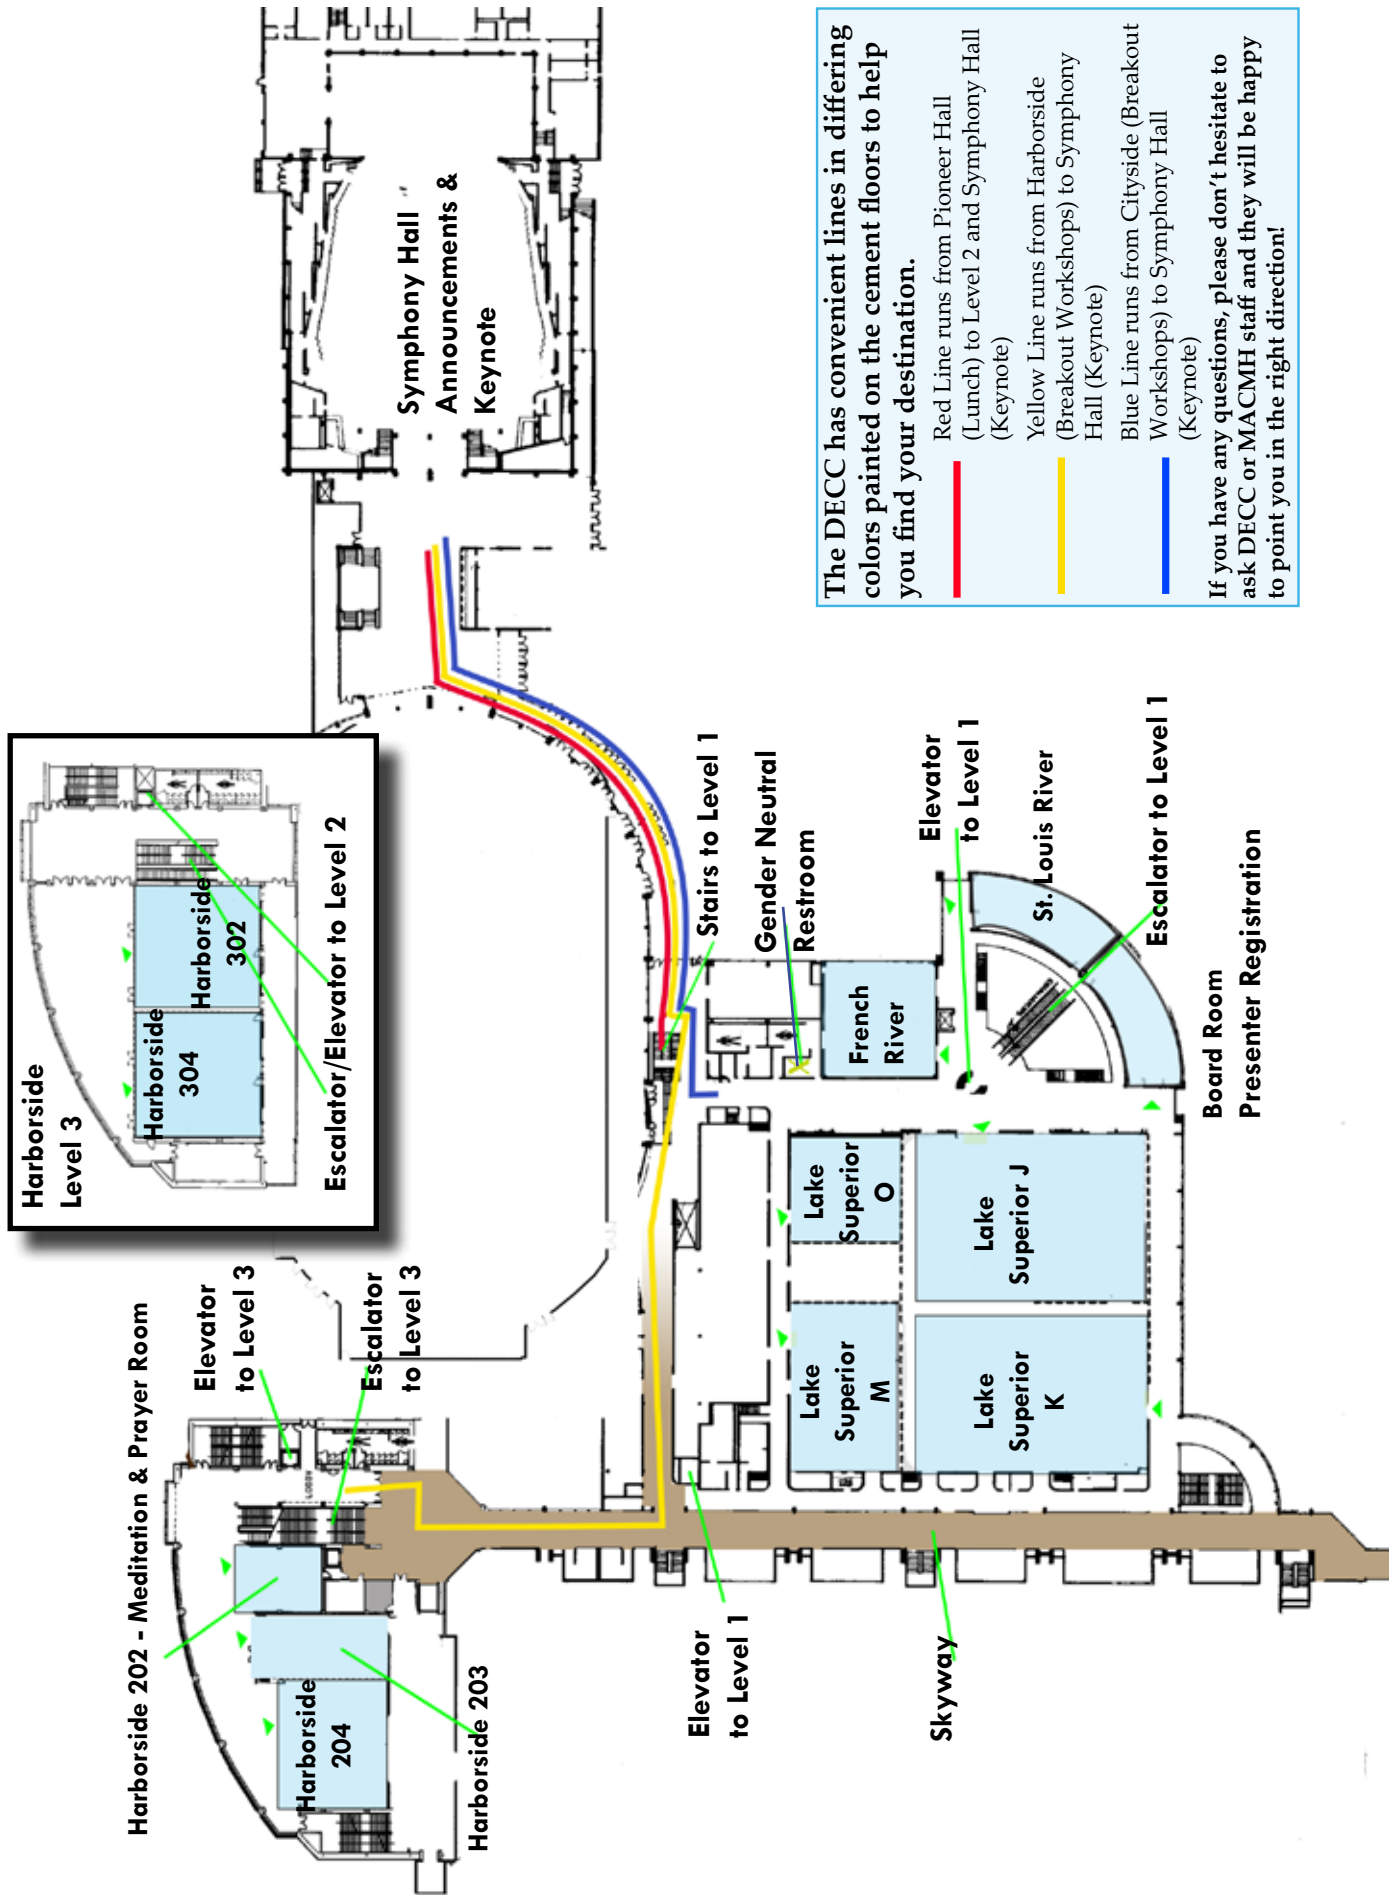 Harborside 202 - Meditation & Prayer Room
Elevator
to Level 3
Escalator
to Level 3
LOBBY
Harborside
204
Harborside 203
Harborside
Level 3
Harborside
304
Harborside
302
Escalator/Elevator to Level 2
Symphony Hall
Announcements &
Keynote
Elevator
to Level 1
Skyway
Stairs to Level 1
Gender Neutral
Restroom
Elevator
to Level 1
French
River
St. Louis River
Escalator to Level 1
Board Room
Presenter Registration
Lake
Superior
M
Lake
Superior
O
Lake
Superior
K
Lake
Superior J
The DECC has convenient lines in differing
colors painted on the cement floors to help
you find your destination.
Red Line runs from Pioneer Hall
(Lunch) to Level 2 and Symphony Hall
(Keynote)
Yellow Line runs from Harborside
(Breakout Workshops) to Symphony
Hall (Keynote)
Blue Line runs from Cityside (Breakout
Workshops) to Symphony Hall
(Keynote)
If you have any questions, please don't hesitate to
ask DECC or MACMH staff and they will be happy
to point you in the right direction!